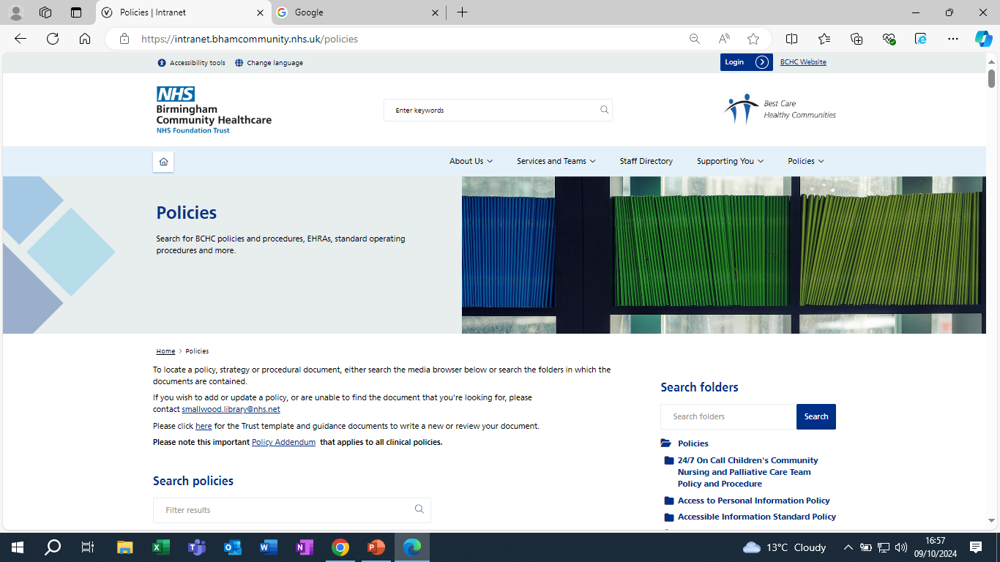 Policies | Intranet
Google
https://intranet.bhamcommunity.nhs.uk/policies
Accessibility tools
Change language
Login
BCHC Website
NHS
Birmingham
Community Healthcare
NHS Foundation Trust
Enter keywords
Best Care
Healthy Communities
About Us
Services and Teams
Staff Directory
Supporting You
Policies
Policies
Search for BCHC policies and procedures, EHRAs, standard operating
procedures and more.
Home > Policies
To locate a policy, strategy or procedural document, either search the media browser below or search the folders in which the
documents are contained.
If you wish to add or update a policy, or are unable to find the document that you're looking for, please
contact smallwood.library@nhs.net
Please click here for the Trust template and guidance documents to write a new or review your document.
Please note this important Policy Addendum that applies to all clinical policies.
Search policies
Filter results
Search folders
Search folders
Search
Policies
24/7 On Call Children's Community
Nursing and Palliative Care Team
Policy and Procedure
Access to Personal Information Policy
Accessible Information Standard Policy
13°C Cloudy
16:57
09/10/2024